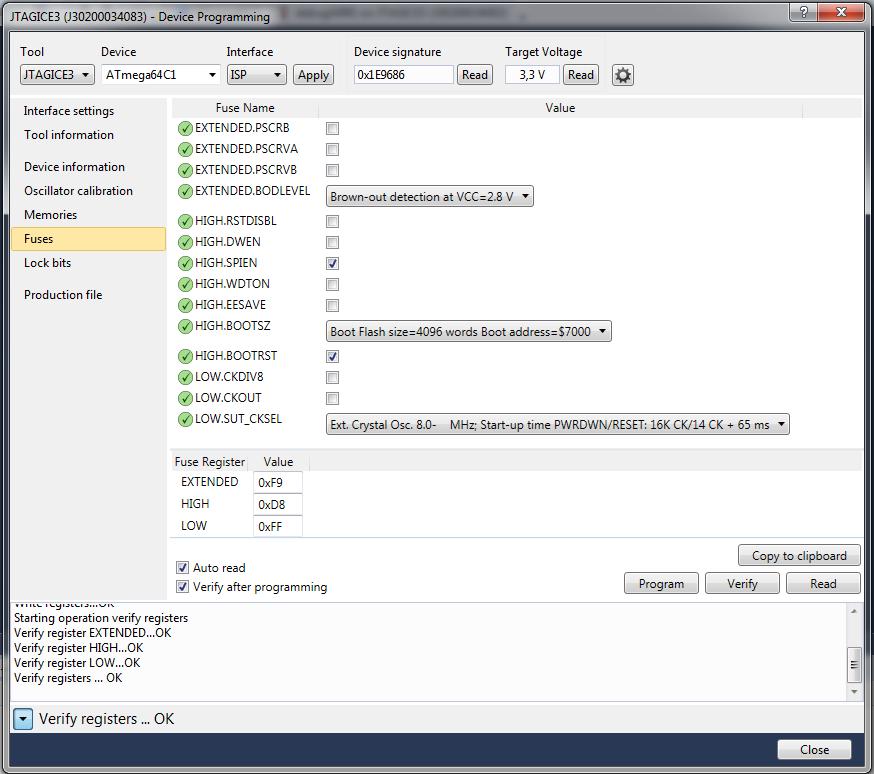 JTAGICE3 (J30200034083) - Device Programming
Tool Device Interface Device signature Target Voltage
JTAGICE3 ATmega64C1 ISP Apply 0x1E9686 Read 3,3 V Read
Interface settings
Tool information
Device information
Oscillator calibration
Memories
Fuses
Lock bits
Production file
Fuse Name Value
EXTENDED.PSCRB
EXTENDED.PSCRVA
EXTENDED.PSCRVB
EXTENDED.BODLEVEL Brown-out detection at VCC=2.8 V
HIGH.RSTDISBL
HIGH.DWEN
HIGH.SPIEN
HIGH.WDTON
HIGH.EESAVE
HIGH.BOOTSZ Boot Flash size=4096 words Boot address=$7000
HIGH.BOOTRST
LOW.CKDIV8
LOW.CKOUT
LOW.SUT_CKSEL Ext. Crystal Osc. 8.0- MHz; Start-up time PWRDWN/RESET: 16K CK/14 CK + 65 ms
Fuse Register Value
EXTENDED 0xF9
HIGH 0xD8
LOW 0xFF
Copy to clipboard
Auto read
Verify after programming
Program Verify Read
Write registers...OK
Starting operation verify registers
Verify register EXTENDED...OK
Verify register HIGH...OK
Verify register LOW...OK
Verify registers ... OK
Verify registers ... OK
Close